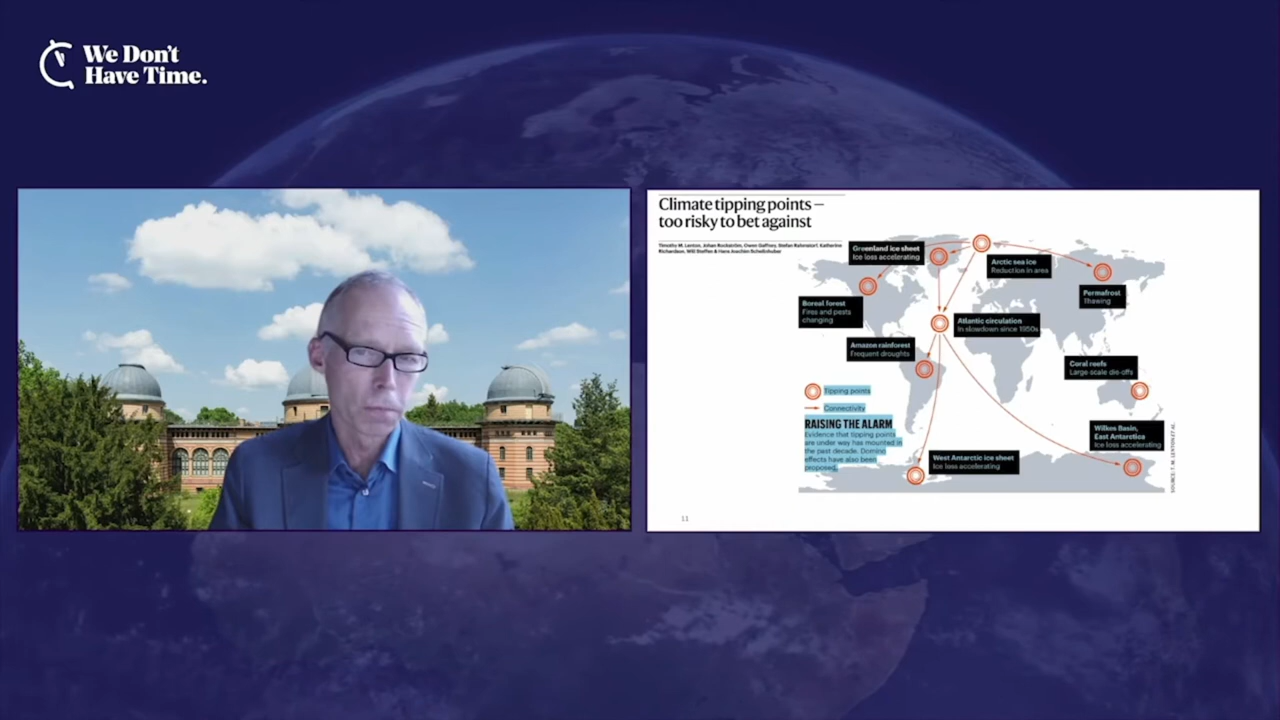 We Don't
Have Time.
Climate tipping points —
too risky to bet against
Timothy M. Lenton, Johan Rockström, Owen Gaffney, Stefan Rahmstorf, Katherine
Richardson, Will Steffen & Hans Joachim Schellnhuber
Greenland ice sheet
Ice loss accelerating
Arctic sea ice
Reduction in area
Permafrost
Thawing
Boreal forest
Fires and pests
changing
Atlantic circulation
In slowdown since 1950s
Amazon rainforest
Frequent droughts
Coral reefs
Large-scale die-offs
Tipping points
Connectivity
RAISING THE ALARM
Evidence that tipping points
are under way has mounted in
the past decade. Domino
effects have also been
proposed.
Wilkes Basin,
East Antarctica
Ice loss accelerating
West Antarctic ice sheet
Ice loss accelerating
SOURCE: T. M. LENTON ET AL.
11